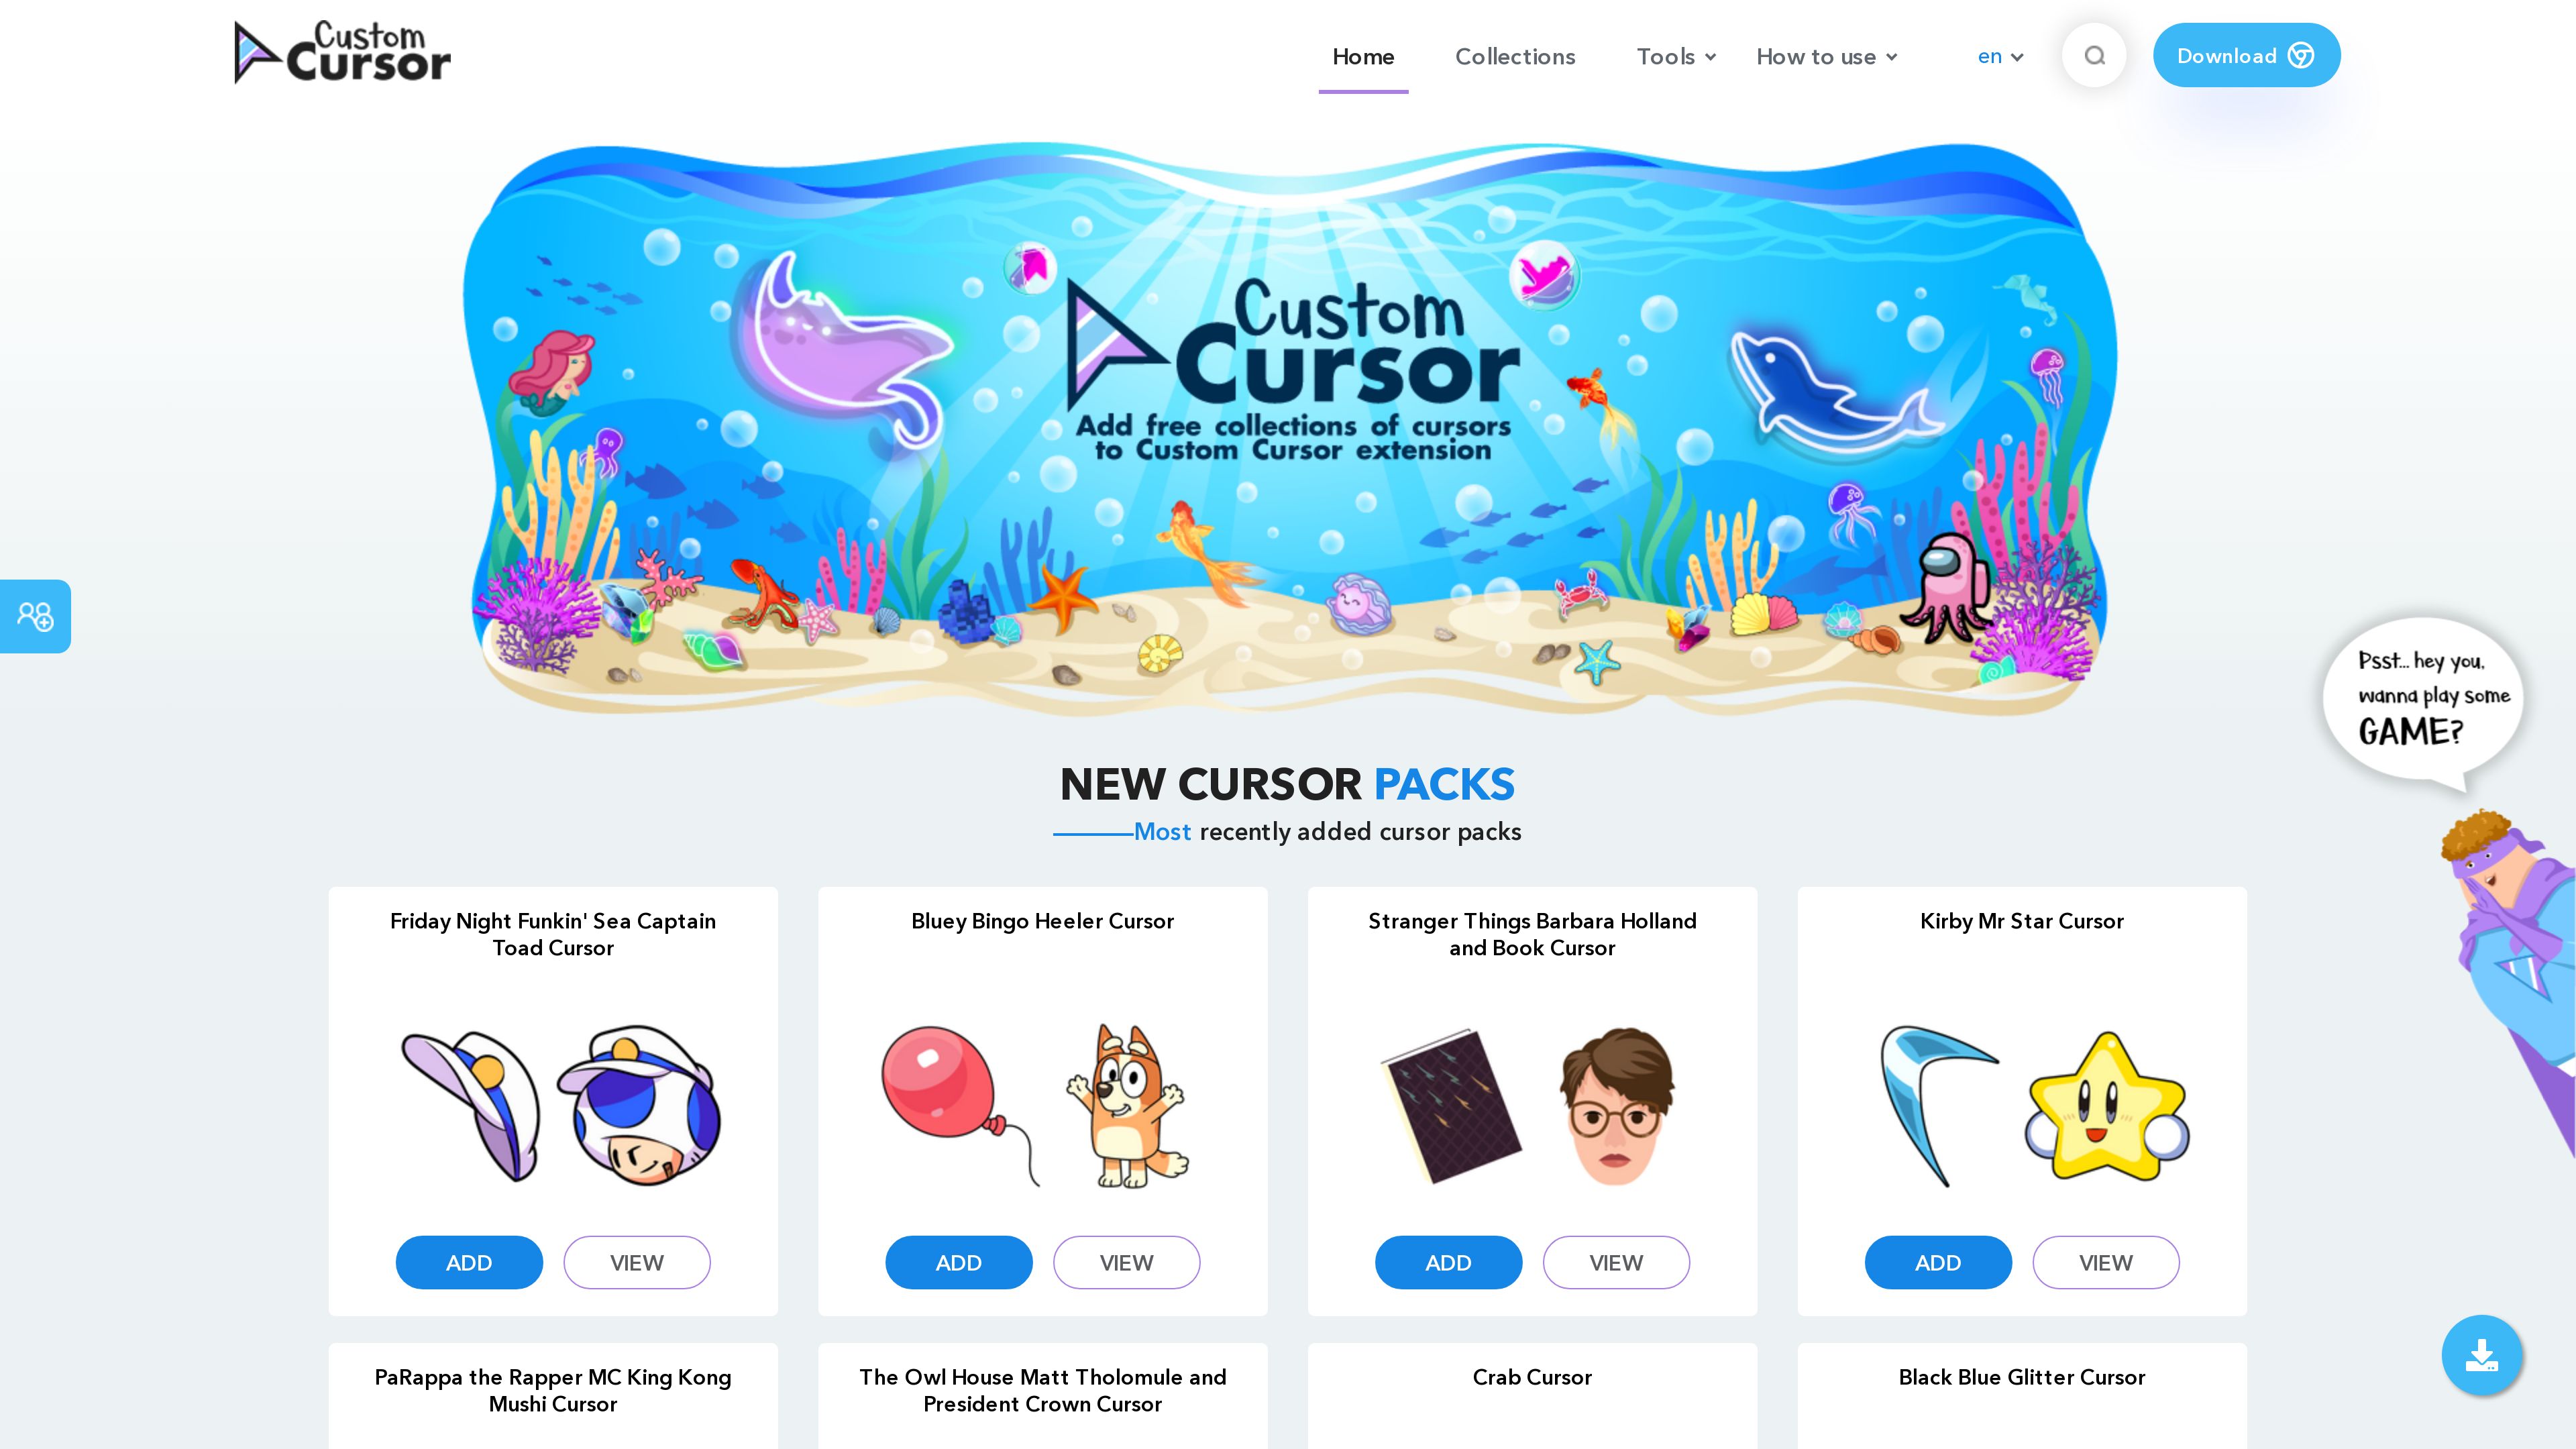 Custom
Cursor
Home
Collections
Tools
How to use
en
Download
Custom
Cursor
Add free collections of cursors
to Custom Cursor extension
Psst... hey you,
wanna play some
GAME?
NEW CURSOR PACKS
Most recently added cursor packs
Friday Night Funkin' Sea Captain
Toad Cursor
ADD
VIEW
Bluey Bingo Heeler Cursor
ADD
VIEW
Stranger Things Barbara Holland
and Book Cursor
ADD
VIEW
Kirby Mr Star Cursor
ADD
VIEW
PaRappa the Rapper MC King Kong
Mushi Cursor
The Owl House Matt Tholomule and
President Crown Cursor
Crab Cursor
Black Blue Glitter Cursor